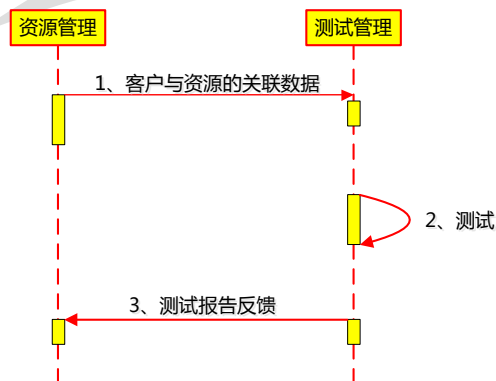 资源管理
测试管理
1、客户与资源的关联数据
2、测试
3、测试报告反馈